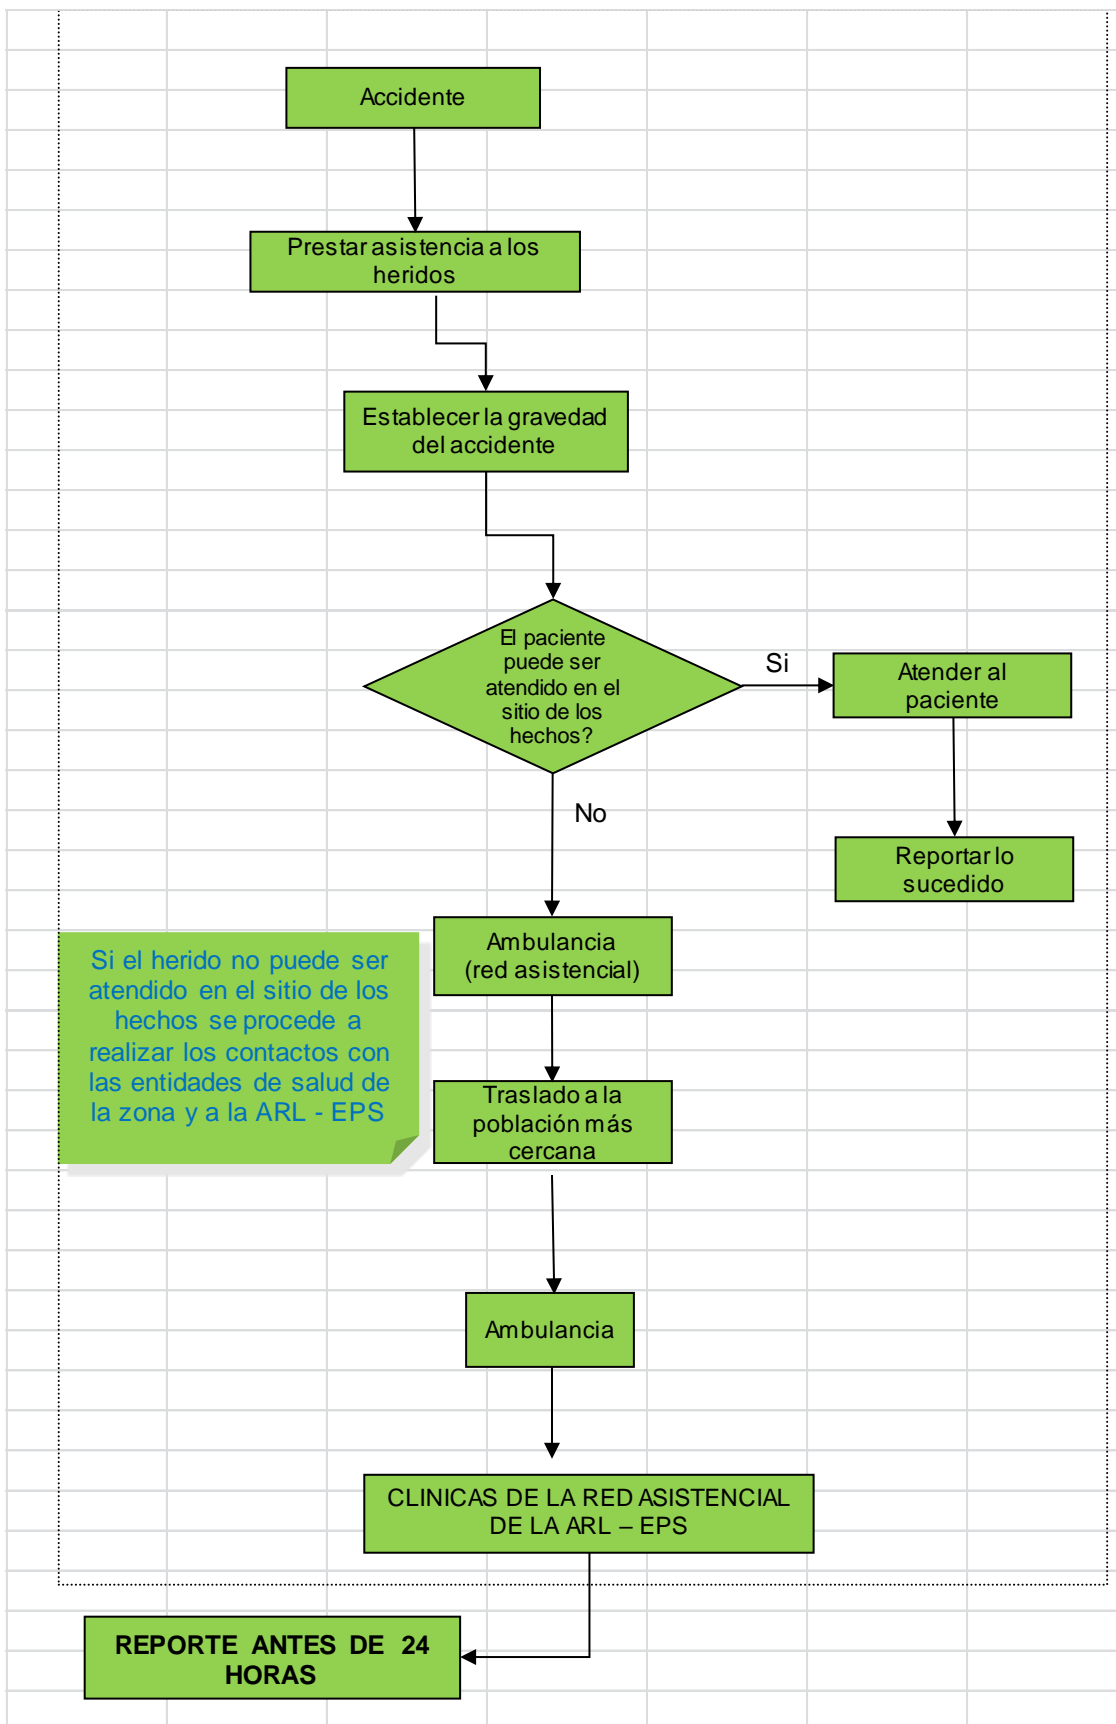 Accidente
Prestar asistencia a los
heridos
Establecer la gravedad
del accidente
El paciente
puede ser
atendido en el
sitio de los
hechos?
Si
Atender al
paciente
No
Reportar lo
sucedido
Ambulancia
(red asistencial)
Si el herido no puede ser
atendido en el sitio de los
hechos se procede a
realizar los contactos con
las entidades de salud de
la zona y a la ARL - EPS
Traslado a la
población más
cercana
Ambulancia
CLINICAS DE LA RED ASISTENCIAL
DE LA ARL – EPS
REPORTE ANTES DE 24
HORAS